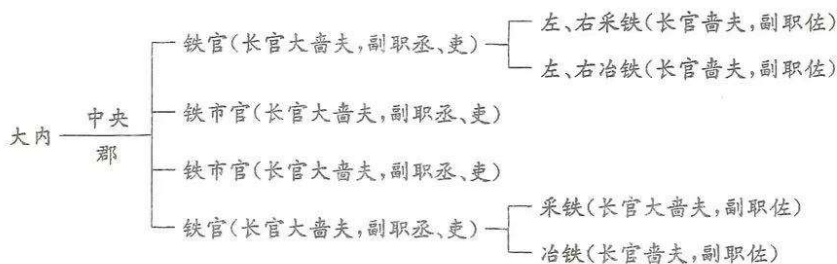 左、右采铁(长官啬夫,副职佐)
铁官(长官大啬夫,副职丞、吏)
左、右冶铁(长官啬夫,副职佐)
铁市官(长官大啬夫,副职丞、吏)
大内
中央
郡
铁市官(长官大啬夫,副职丞、吏)
采铁(长官大啬夫,副职佐)
铁官(长官大啬夫,副职丞、吏)
冶铁(长官啬夫,副职佐)